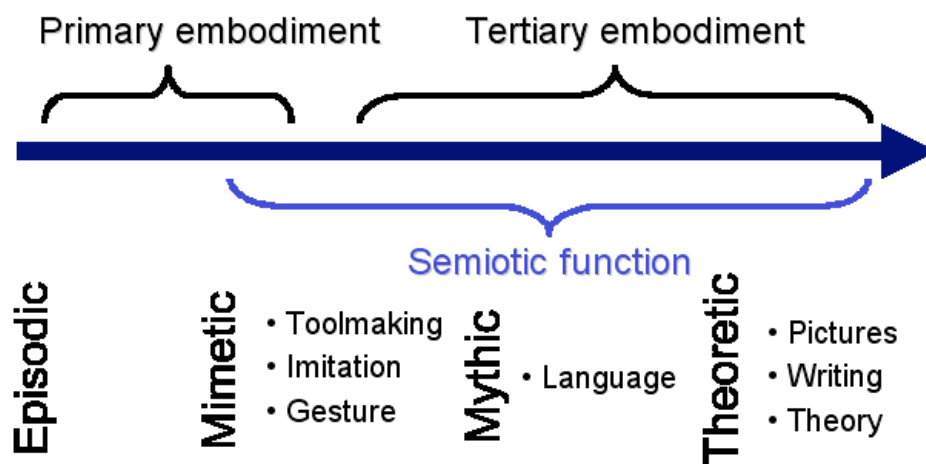 Primary embodiment
Tertiary embodiment
Semiotic function
Episodic
Mimetic
• Toolmaking
• Imitation
• Gesture
Mythic
• Language
Theoretic
• Pictures
• Writing
• Theory